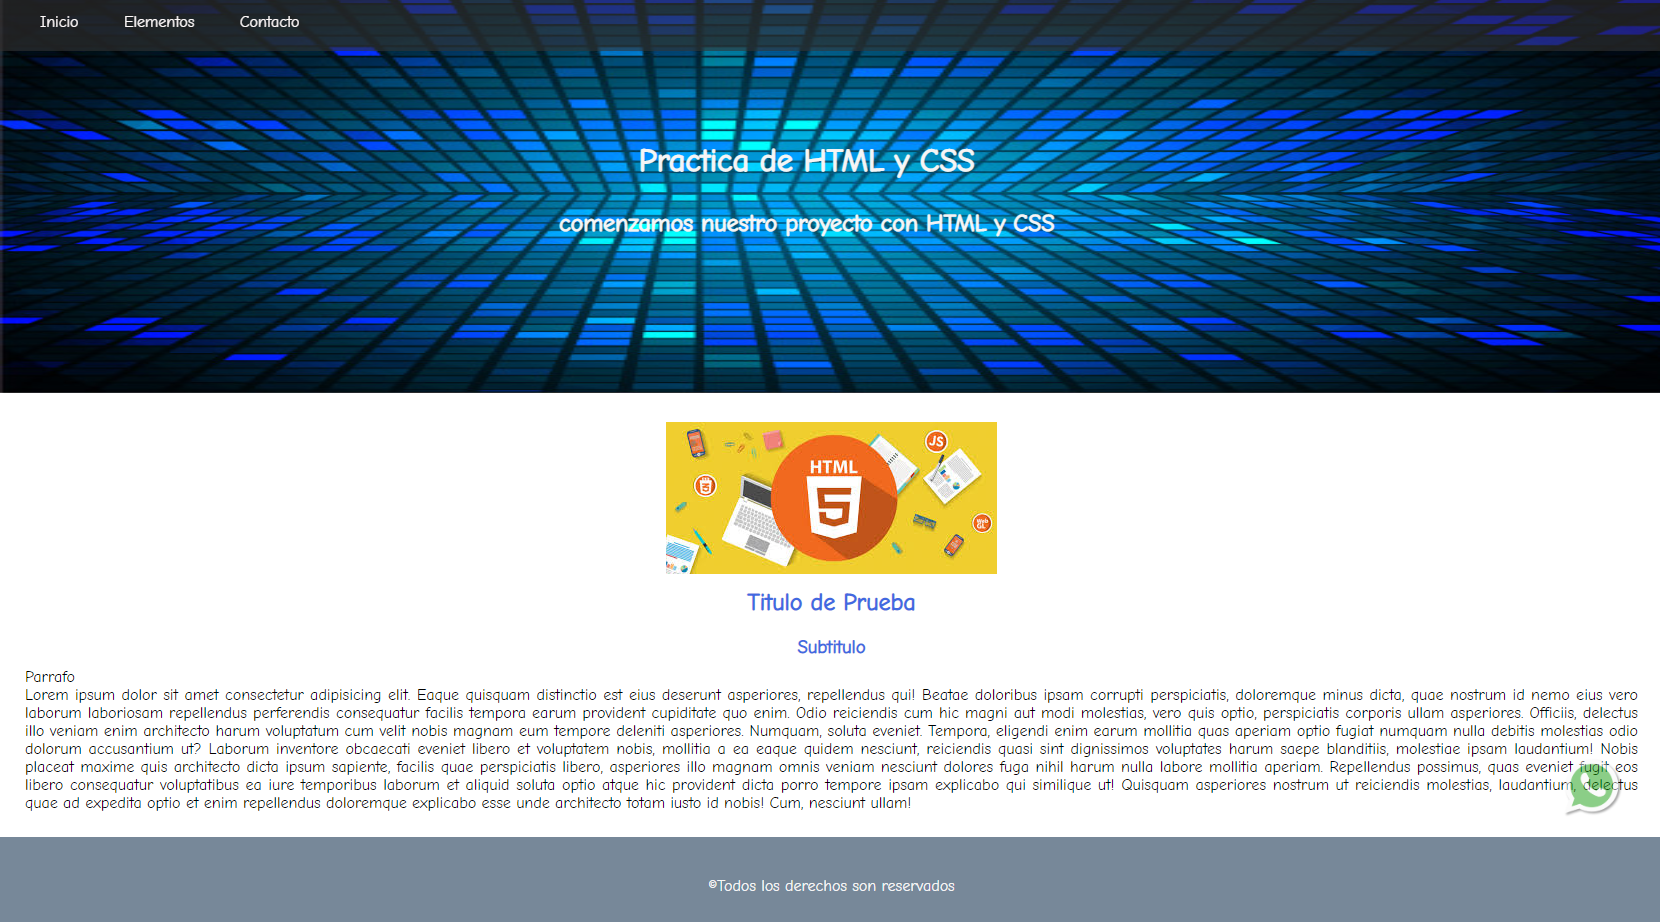 Inicio Elementos Contacto
Practica de HTML y CSS
comenzamos nuestro proyecto con HTML y CSS
JS
HTML
5
5
Web GL
Titulo de Prueba
Subtitulo
Parrafo
Lorem ipsum dolor sit amet consectetur adipisicing elit. Eaque quisquam distinctio est eius deserunt asperiores, repellendus qui! Beatae doloribus ipsam corrupti perspiciatis, doloremque minus dicta, quae nostrum id nemo eius vero
laborum laboriosam repellendus perferendis consequatur facilis tempora earum provident cupiditate quo enim. Odio reiciendis cum hic magni aut modi molestias, vero quis optio, perspiciatis corporis ullam asperiores. Officiis, delectus
illo veniam enim architecto harum voluptatum cum velit nobis magnam eum tempore deleniti asperiores. Numquam, soluta eveniet. Tempora, eligendi enim earum mollitia quas aperiam optio fugiat numquam nulla debitis molestias odio
dolorum accusantium ut? Laborum inventore obcaecati eveniet libero et voluptatem nobis, mollitia a ea eaque quidem nesciunt, reiciendis quasi sint dignissimos voluptates harum saepe blanditiis, molestiae ipsam laudantium! Nobis
placeat maxime quis architecto dicta ipsum sapiente, facilis quae perspiciatis libero, asperiores illo magnam omnis veniam nesciunt dolores fuga nihil harum nulla labore mollitia aperiam. Repellendus possimus, quas eveniet fugit eos
libero consequatur voluptatibus ea iure temporibus laborum et aliquid soluta optio atque hic provident dicta porro tempore ipsam explicabo qui similique ut! Quisquam asperiores nostrum ut reiciendis molestias, laudantium, delectus
quae ad expedita optio et enim repellendus doloremque explicabo esse unde architecto totam iusto id nobis! Cum, nesciunt ullam!
©Todos los derechos son reservados